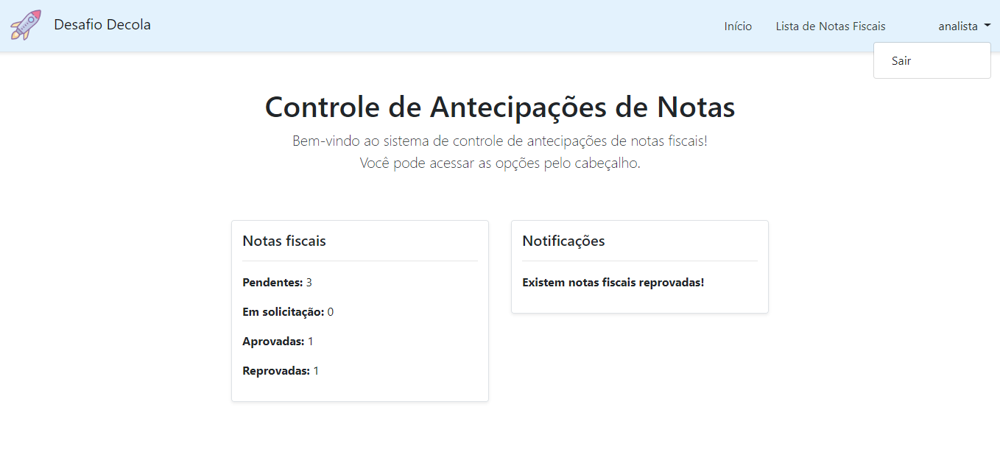 Desafio Decola
Início
Lista de Notas Fiscais
analista
Sair
Controle de Antecipações de Notas
Bem-vindo ao sistema de controle de antecipações de notas fiscais!
Você pode acessar as opções pelo cabeçalho.
Notas fiscais
Pendentes: 3
Em solicitação: 0
Aprovadas: 1
Reprovadas: 1
Notificações
Existem notas fiscais reprovadas!